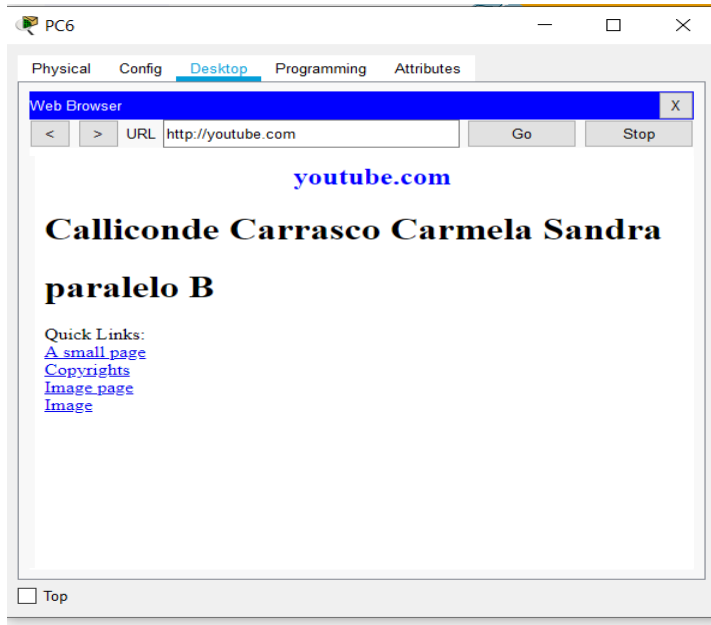 PC6
Physical Config Desktop Programming Attributes
Web Browser X
< > URL http://youtube.com Go Stop
youtube.com
Calliconde Carrasco Carmela Sandra
paralelo B
Quick Links:
A small page
Copyrights
Image page
Image
Top